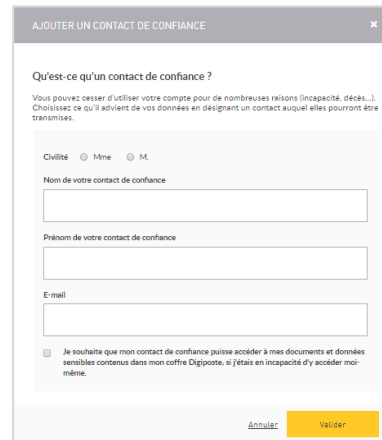 AJOUTER UN CONTACT DE CONFIANCE ×
Qu'est-ce qu'un contact de confiance ?
Vous pouvez cesser d'utiliser votre compte pour de nombreuses raisons (incapacité, décès...).
Choisissez ce qu'il advient de vos données en désignant un contact auquel elles pourront être
transmises.
Civilité Mme M.
Nom de votre contact de confiance
Prénom de votre contact de confiance
E-mail
Je souhaite que mon contact de confiance puisse accéder à mes documents et données
sensibles contenus dans mon coffre Digiposte, si j'étais en incapacité d'y accéder moi-
même.
Annuler Valider